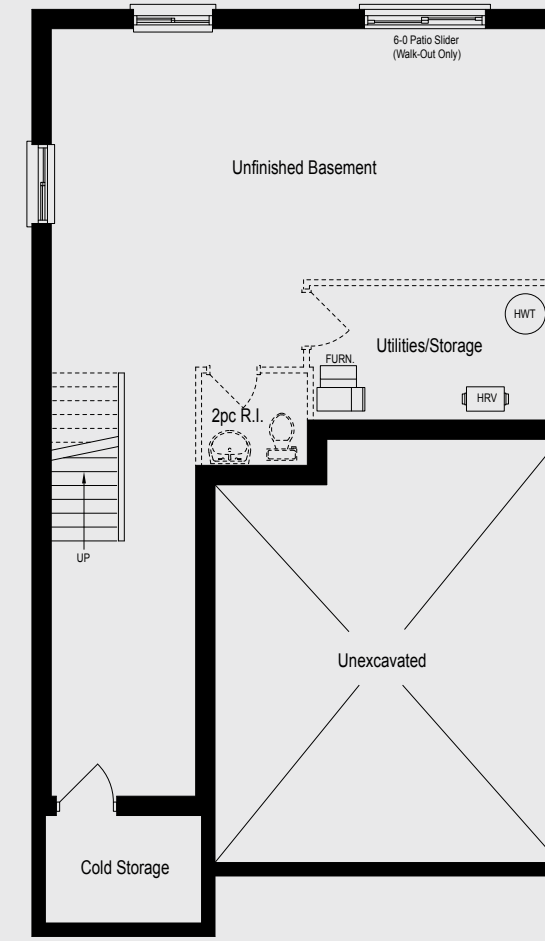 6-0 Patio Slider
(Walk-Out Only)
Unfinished Basement
HWT
Utilities/Storage
FURN.
HRV
2pc R.I.
UP
Unexcavated
Cold Storage